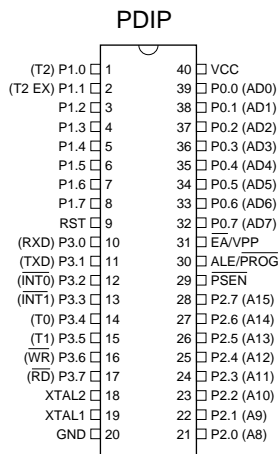 PDIP
(T2) P1.0 1 40 VCC
(T2 EX) P1.1 2 39 P0.0 (AD0)
P1.2 3 38 P0.1 (AD1)
P1.3 4 37 P0.2 (AD2)
P1.4 5 36 P0.3 (AD3)
P1.5 6 35 P0.4 (AD4)
P1.6 7 34 P0.5 (AD5)
P1.7 8 33 P0.6 (AD6)
RST 9 32 P0.7 (AD7)
(RXD) P3.0 10 31 E̅A̅/VPP
(TXD) P3.1 11 30 ALE/P̅R̅O̅G̅
(I̅N̅T̅0̅) P3.2 12 29 P̅S̅E̅N̅
(I̅N̅T̅1̅) P3.3 13 28 P2.7 (A15)
(T0) P3.4 14 27 P2.6 (A14)
(T1) P3.5 15 26 P2.5 (A13)
(W̅R̅) P3.6 16 25 P2.4 (A12)
(R̅D̅) P3.7 17 24 P2.3 (A11)
XTAL2 18 23 P2.2 (A10)
XTAL1 19 22 P2.1 (A9)
GND 20 21 P2.0 (A8)